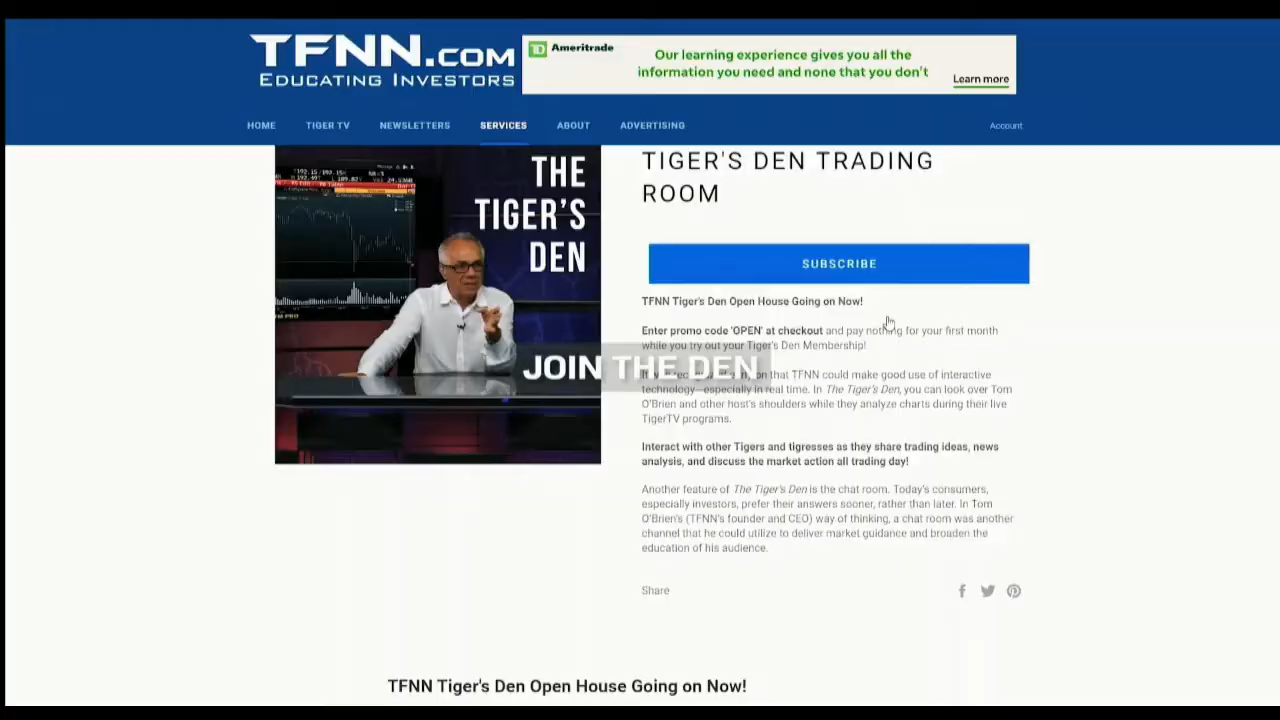 TFNN.COM
EDUCATING INVESTORS
TD Ameritrade
Our learning experience gives you all the
information you need and none that you don't
Learn more
HOME TIGER TV NEWSLETTERS SERVICES ABOUT ADVERTISING Account
THE
TIGER'S
DEN
TIGER'S DEN TRADING
ROOM
SUBSCRIBE
TFNN Tiger's Den Open House Going on Now!
Enter promo code 'OPEN' at checkout and pay nothing for your first month
while you try out your Tiger's Den Membership!
JOIN THE DEN
that TFNN could make good use of interactive
technology—especially in real time. In The Tiger's Den, you can look over Tom
O'Brien and other host's shoulders while they analyze charts during their live
TigerTV programs.
Interact with other Tigers and tigresses as they share trading ideas, news
analysis, and discuss the market action all trading day!
Another feature of The Tiger's Den is the chat room. Today's consumers,
especially investors, prefer their answers sooner, rather than later. In Tom
O'Brien's (TFNN's founder and CEO) way of thinking, a chat room was another
channel that he could utilize to deliver market guidance and broaden the
education of his audience.
Share
TFNN Tiger's Den Open House Going on Now!